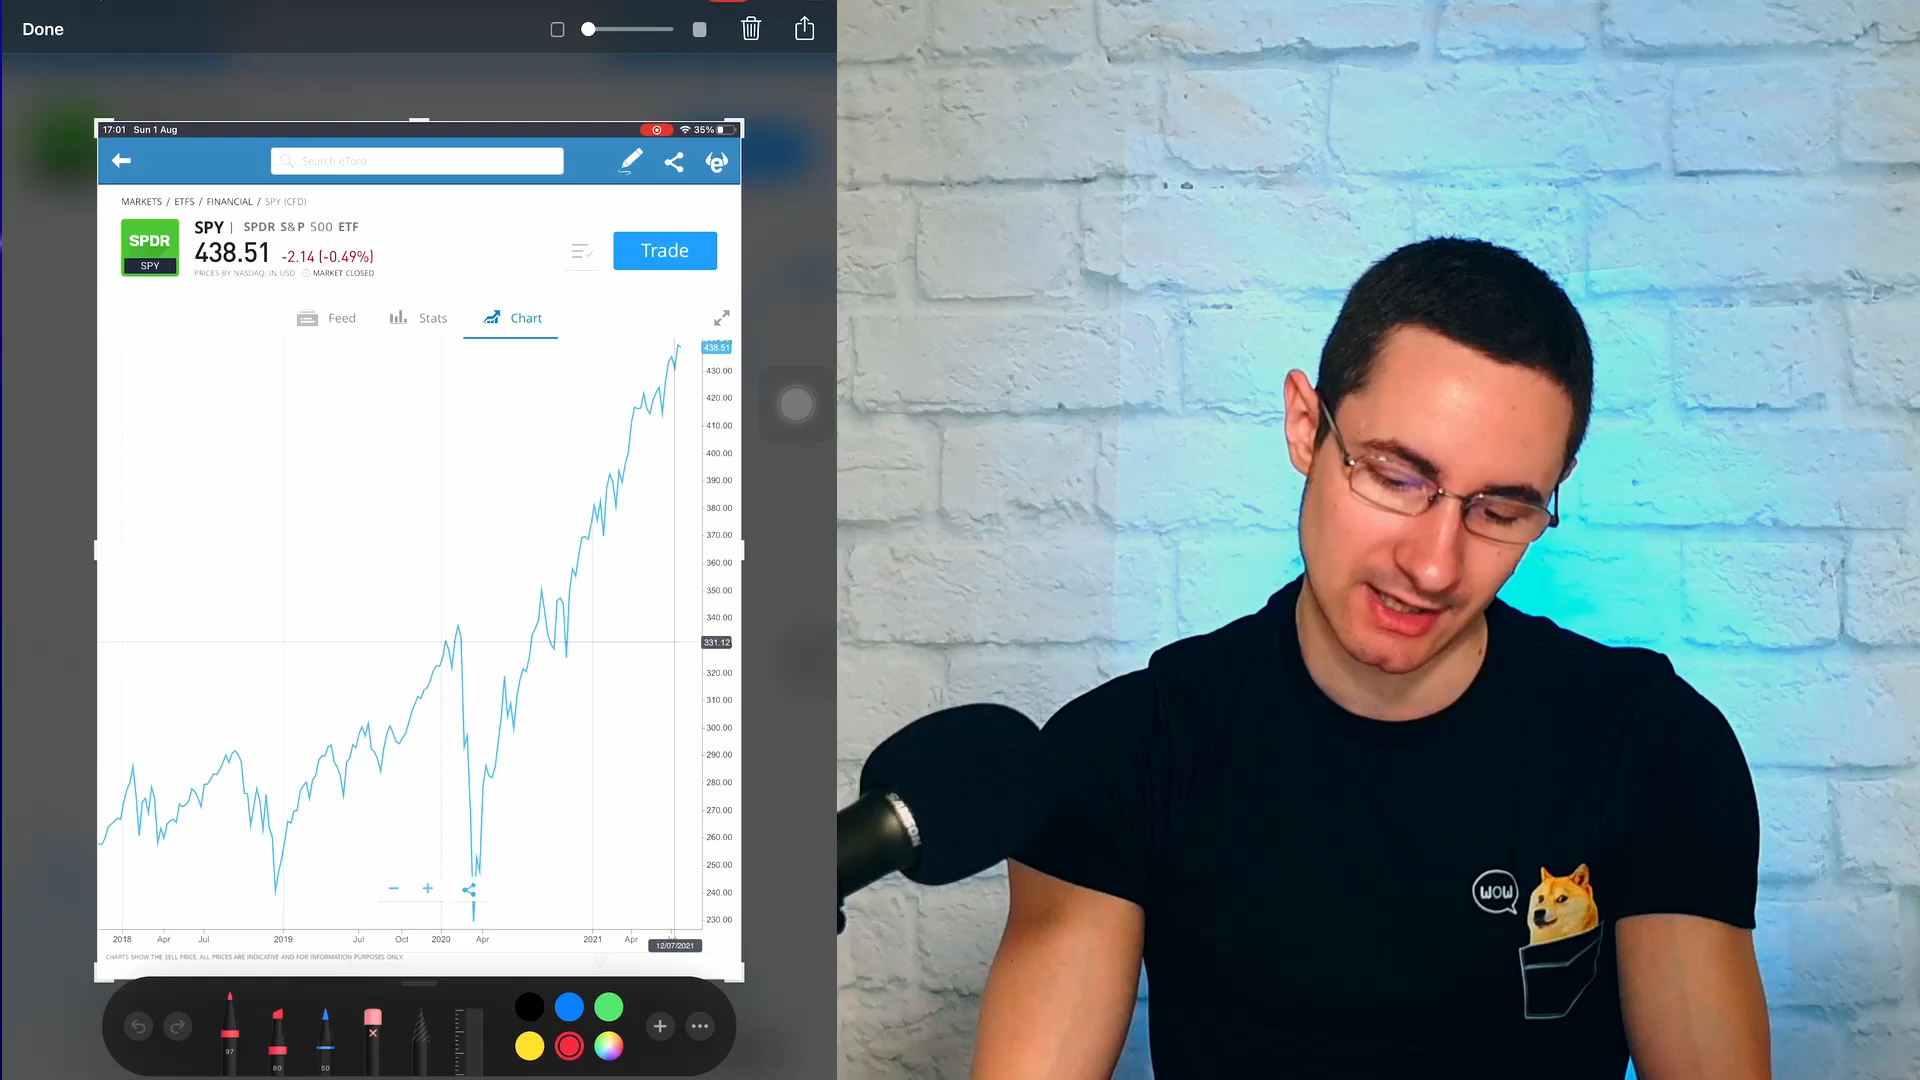 Done
17:01 Sun 1 Aug
35%
Search eToro
MARKETS / ETFS / FINANCIAL / SPY (CFD)
SPDR
SPY
SPY | SPDR S&P 500 ETF
438.51 -2.14 (-0.49%)
PRICES BY NASDAQ, IN USD MARKET CLOSED
Trade
Feed
Stats
Chart
438.51
430.00
420.00
410.00
400.00
390.00
380.00
370.00
360.00
350.00
340.00
331.12
320.00
310.00
300.00
290.00
280.00
270.00
260.00
250.00
240.00
230.00
2018 Apr Jul 2019 Jul Oct 2020 Apr 2021 Apr
12/07/2021
CHARTS SHOW THE SELL PRICE. ALL PRICES ARE INDICATIVE AND FOR INFORMATION PURPOSES ONLY.
97
80
50
WOW